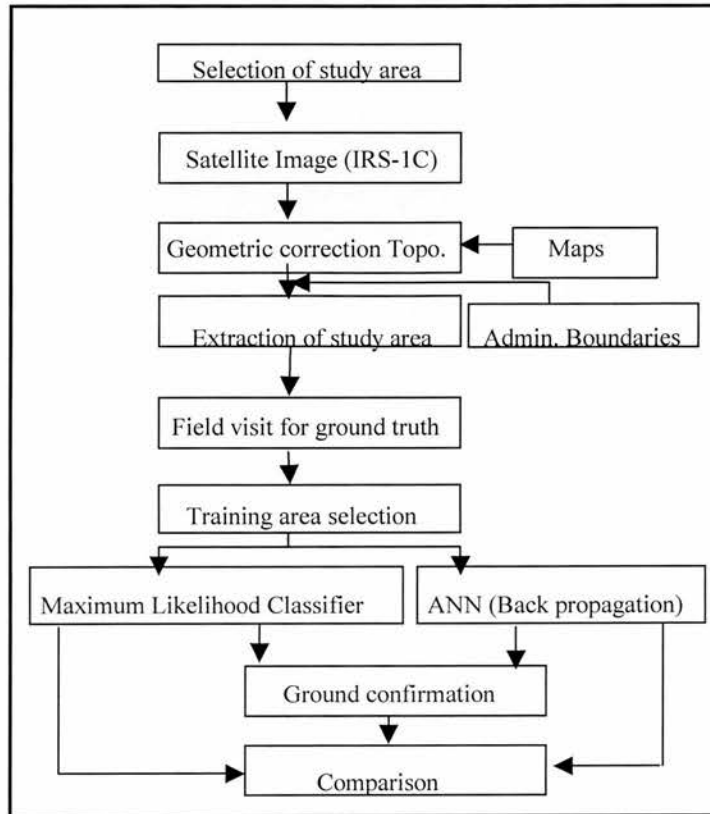 Selection of study area
Satellite Image (IRS-1C)
Geometric correction Topo.
Maps
Extraction of study area
Admin. Boundaries
Field visit for ground truth
Training area selection
Maximum Likelihood Classifier
ANN (Back propagation)
Ground confirmation
Comparison